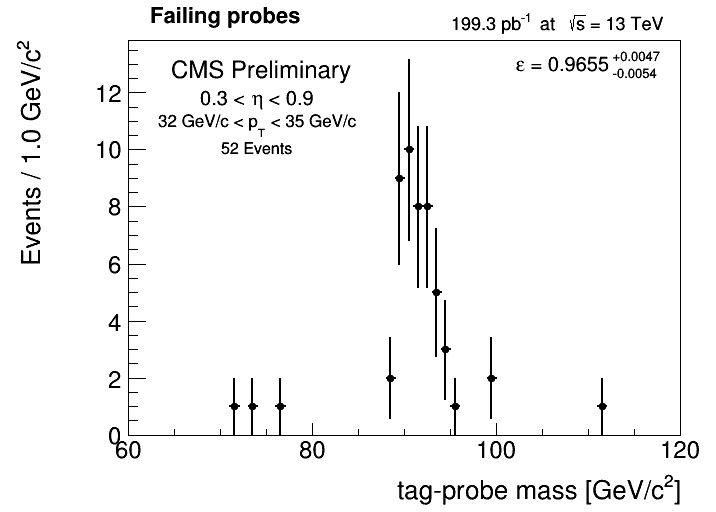 Failing probes
199.3 pb⁻¹ at √s = 13 TeV
CMS Preliminary
0.3 < η < 0.9
32 GeV/c < p_T < 35 GeV/c
52 Events
ε = 0.9655 +0.0047 -0.0054
Events / 1.0 GeV/c²
12
10
8
6
4
2
0
60 80 100 120
tag-probe mass [GeV/c²]